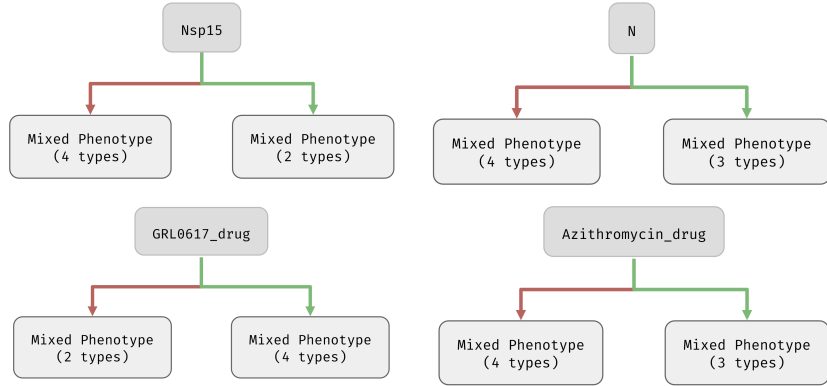 Nsp15
Mixed Phenotype
(4 types)
Mixed Phenotype
(2 types)
N
Mixed Phenotype
(4 types)
Mixed Phenotype
(3 types)
GRL0617_drug
Mixed Phenotype
(2 types)
Mixed Phenotype
(4 types)
Azithromycin_drug
Mixed Phenotype
(4 types)
Mixed Phenotype
(3 types)